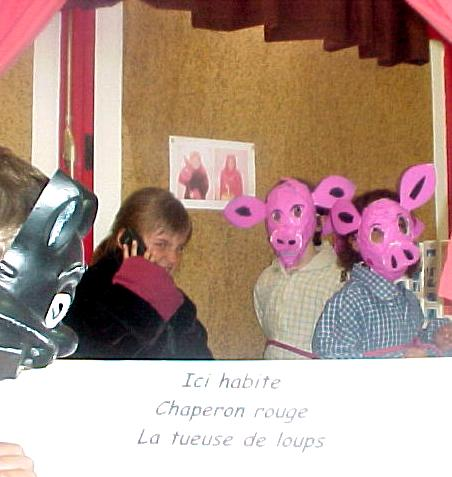 Ici habite
Chaperon rouge
La tueuse de loups